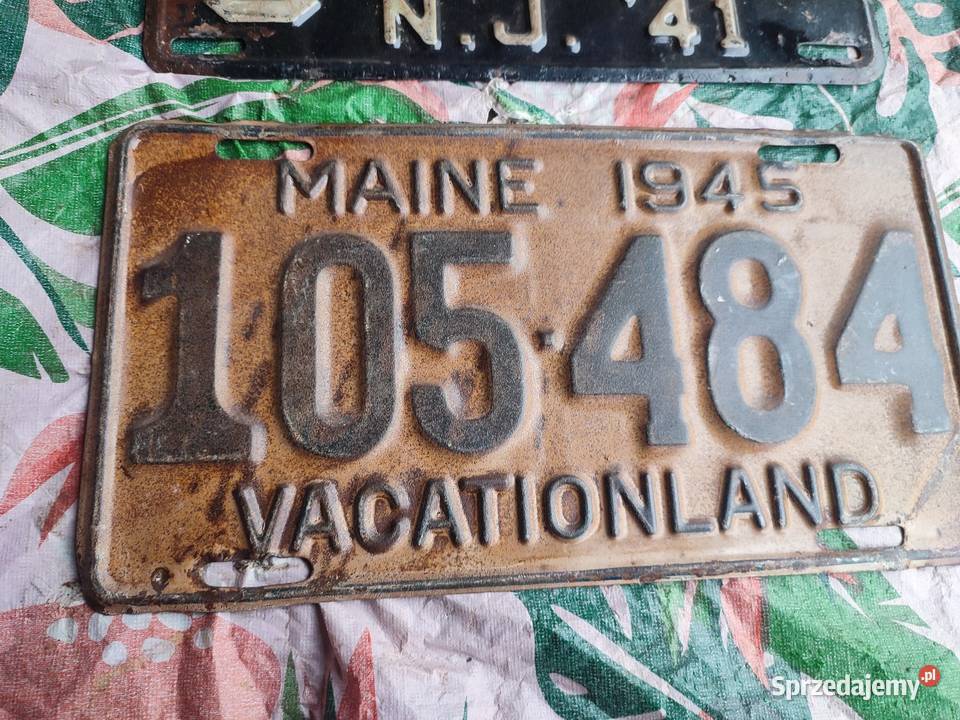 N.J. '41
MAINE 1945
105·484
VACATIONLAND
Sprzedajemy.pl